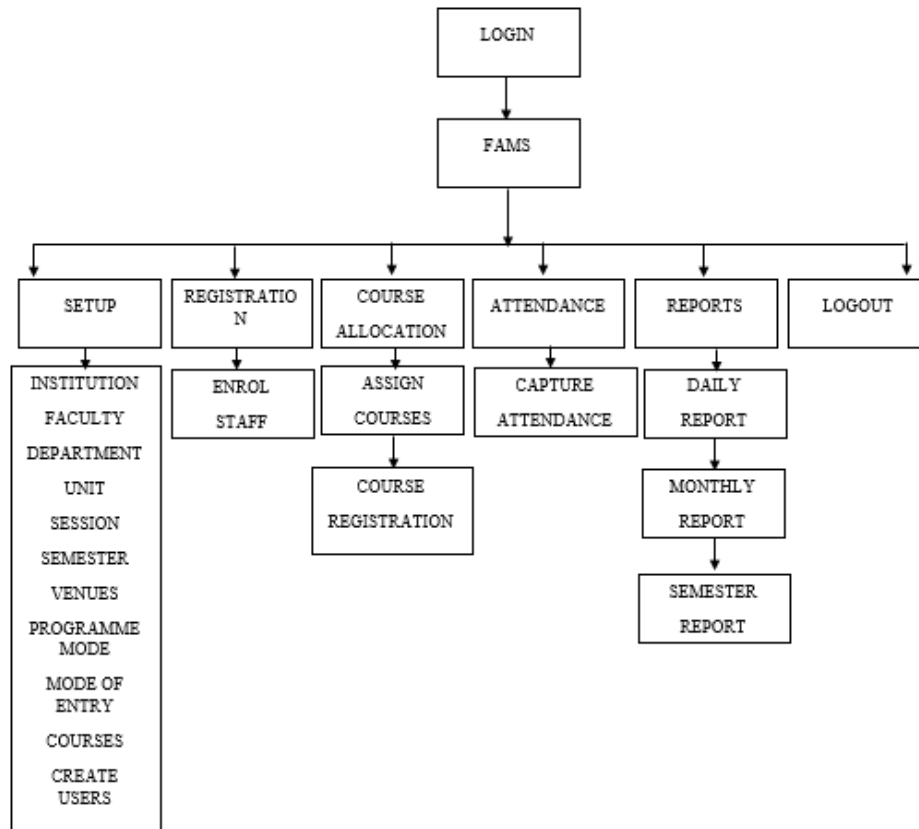 LOGIN
FAMS
SETUP
REGISTRATIO
N
COURSE
ALLOCATION
ATTENDANCE
REPORTS
LOGOUT
INSTITUTION
FACULTY
DEPARTMENT
UNIT
SESSION
SEMESTER
VENUES
PROGRAMME
MODE
MODE OF
ENTRY
COURSES
CREATE
USERS
ENROL
STAFF
ASSIGN
COURSES
COURSE
REGISTRATION
CAPTURE
ATTENDANCE
DAILY
REPORT
MONTHLY
REPORT
SEMESTER
REPORT